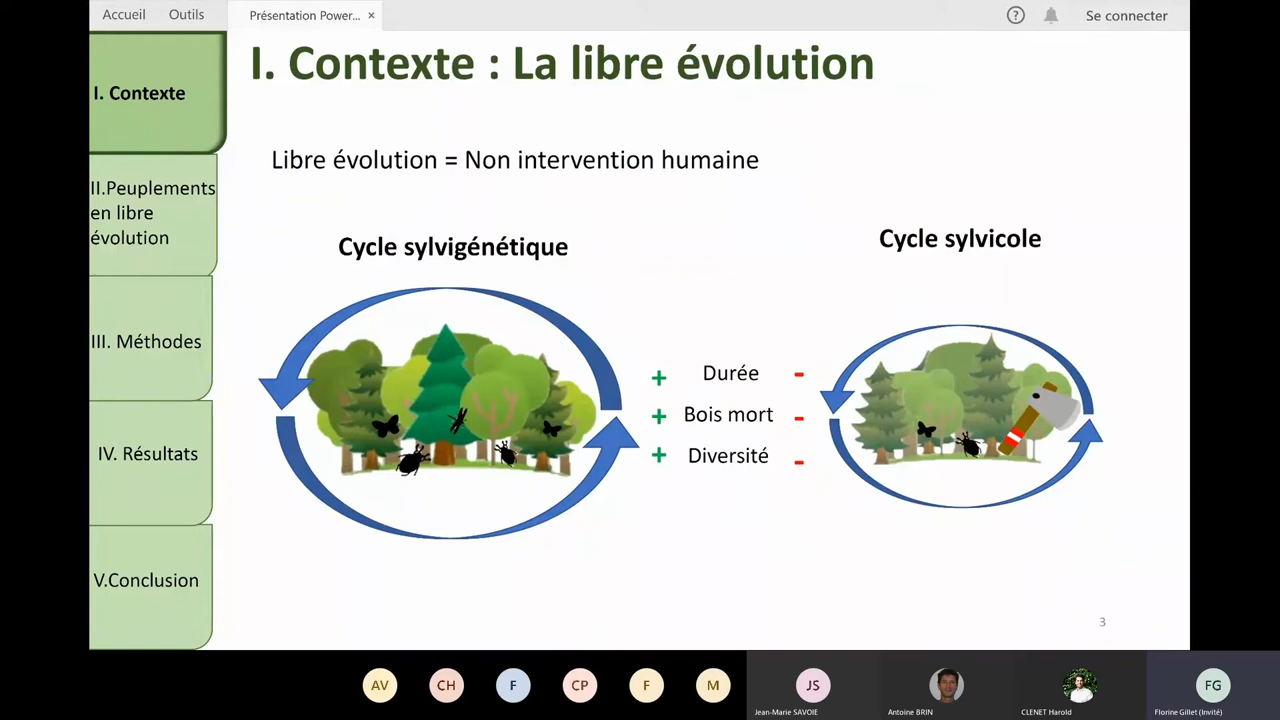 Accueil
Outils
Présentation Power... ×
?
Se connecter
I. Contexte : La libre évolution
I. Contexte
II.Peuplements
en libre
évolution
III. Méthodes
IV. Résultats
V.Conclusion
Libre évolution = Non intervention humaine
Cycle sylvigénétique
Cycle sylvicole
+ Durée -
+ Bois mort -
+ Diversité -
3
AV
CH
F
CP
F
M
JS
FG
Jean-Marie SAVOIE
Antoine BRIN
CLENET Harold
Florine Gillet (Invité)